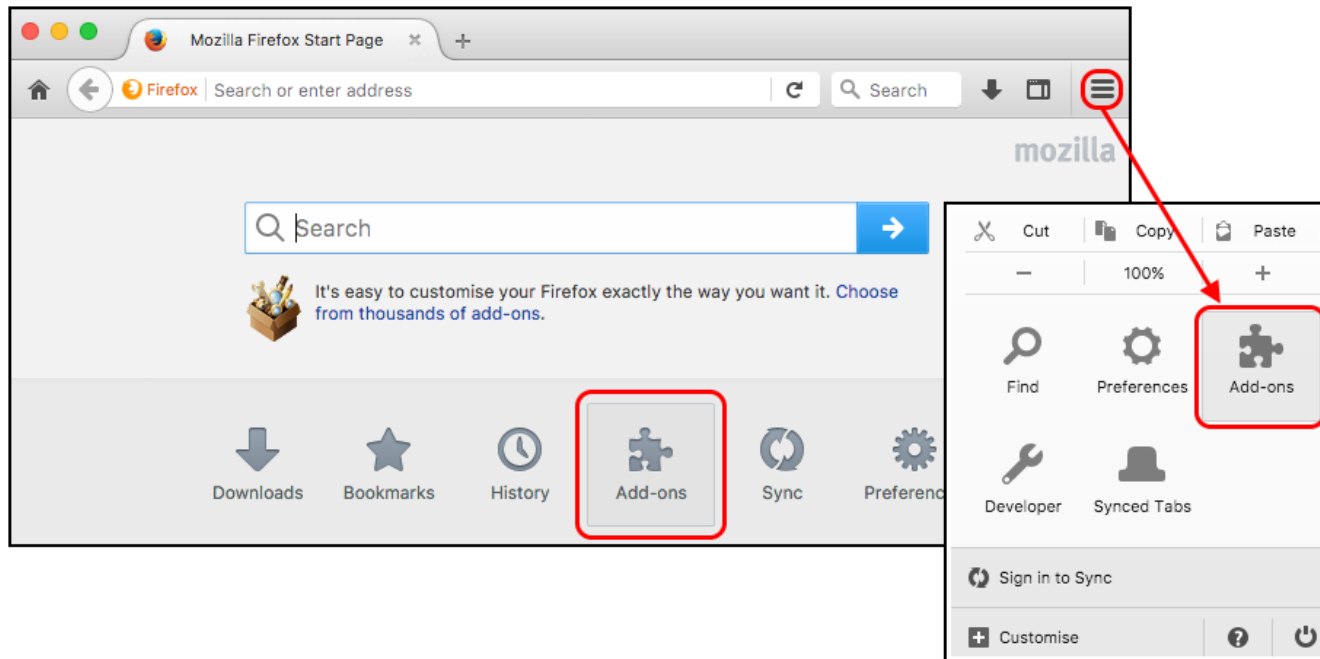 Mozilla Firefox Start Page
Firefox Search or enter address
Search
mozilla
Search
It's easy to customise your Firefox exactly the way you want it. Choose
from thousands of add-ons.
Downloads Bookmarks History Add-ons Sync Preferenc
Cut Copy Paste
100%
Find Preferences Add-ons
Developer Synced Tabs
Sign in to Sync
Customise